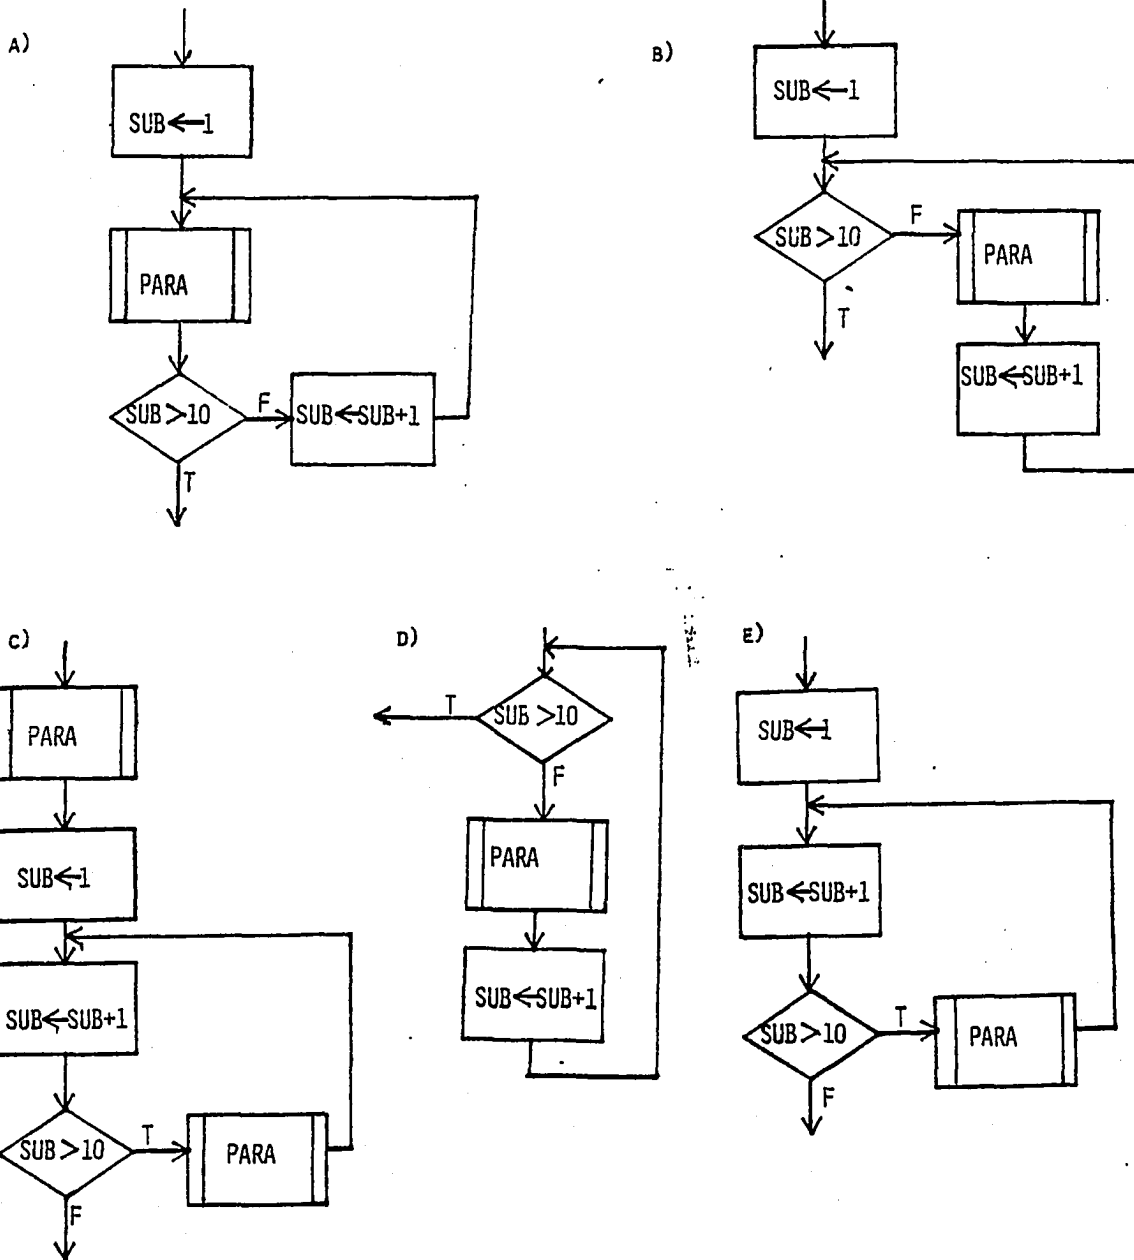 A)
SUB←1
PARA
SUB>10
F
SUB←SUB+1
T
B)
SUB←1
SUB>10
F
PARA
T
SUB←SUB+1
C)
PARA
SUB←1
SUB←SUB+1
SUB>10
T
PARA
F
D)
T
SUB>10
F
PARA
SUB←SUB+1
E)
SUB←1
SUB←SUB+1
SUB>10
T
PARA
F